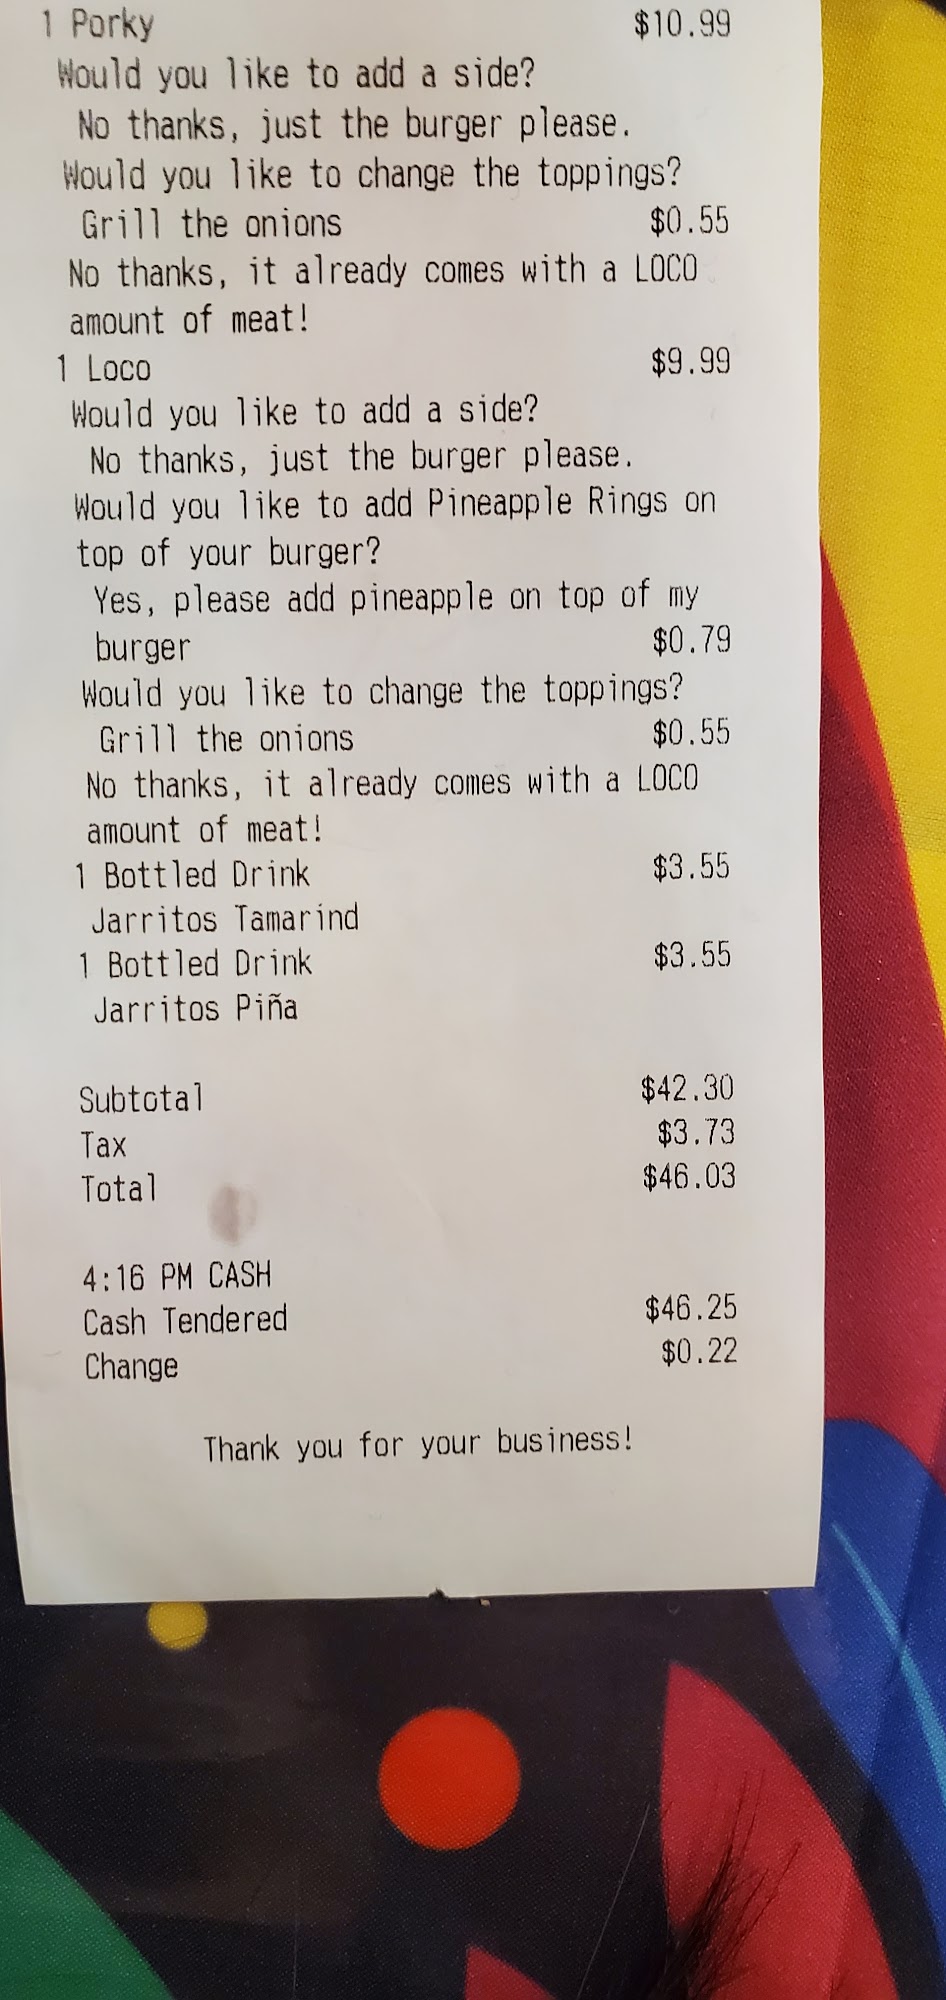 1 Porky $10.99
Would you like to add a side?
No thanks, just the burger please.
Would you like to change the toppings?
Grill the onions $0.55
No thanks, it already comes with a LOCO
amount of meat!
1 Loco $9.99
Would you like to add a side?
No thanks, just the burger please.
Would you like to add Pineapple Rings on
top of your burger?
Yes, please add pineapple on top of my
burger $0.79
Would you like to change the toppings?
Grill the onions $0.55
No thanks, it already comes with a LOCO
amount of meat!
1 Bottled Drink $3.55
Jarritos Tamarind
1 Bottled Drink $3.55
Jarritos Piña
Subtotal $42.30
Tax $3.73
Total $46.03
4:16 PM CASH
Cash Tendered $46.25
Change $0.22
Thank you for your business!